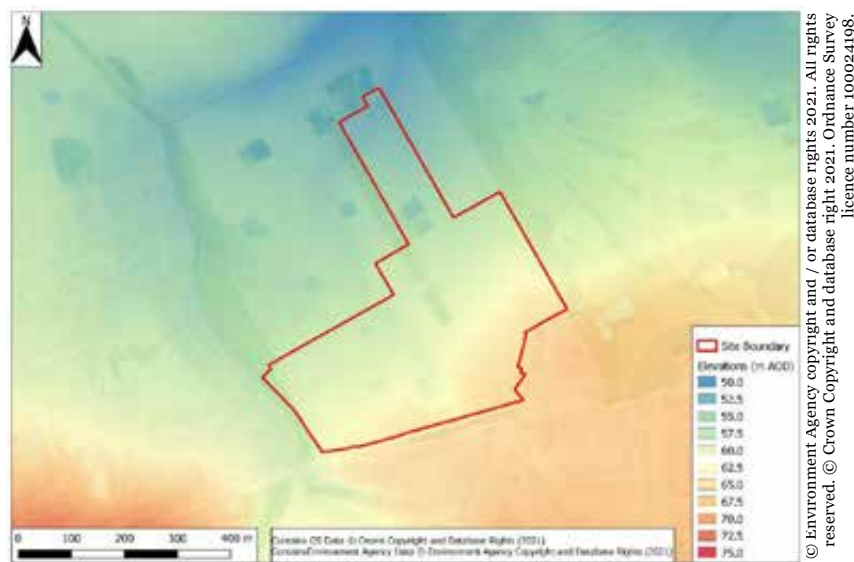 N
Site Boundary
Elevations (m AOD)
50.0
52.5
55.0
57.5
60.0
62.5
65.0
67.5
70.0
72.5
75.0
0 100 200 300 400 m
Contains OS Data © Crown Copyright and Database Rights (2021)
Contains Environment Agency Data © Environment Agency Copyright and Database Rights (2021)
© Environment Agency copyright and / or database rights 2021. All rights
reserved. © Crown Copyright and database right 2021. Ordnance Survey
licence number 100024198.